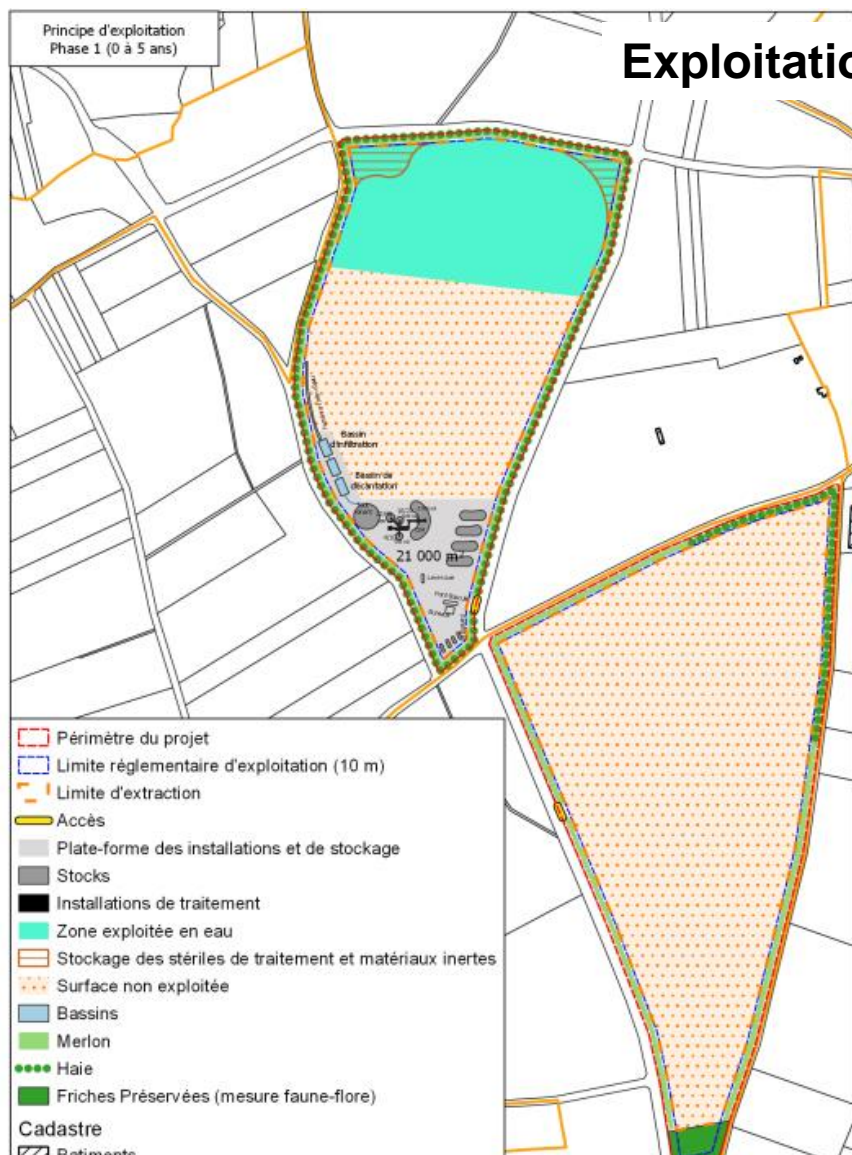 Principe d'exploitation
Phase 1 (0 à 5 ans)
Exploitatio
Bassin
d'infiltration
Bassin de
décantation
21 000 m²
Périmètre du projet
Limite réglementaire d'exploitation (10 m)
Limite d'extraction
Accès
Plate-forme des installations et de stockage
Stocks
Installations de traitement
Zone exploitée en eau
Stockage des stériles de traitement et matériaux inertes
Surface non exploitée
Bassins
Merlon
Haie
Friches Préservées (mesure faune-flore)
Cadastre
Batiments